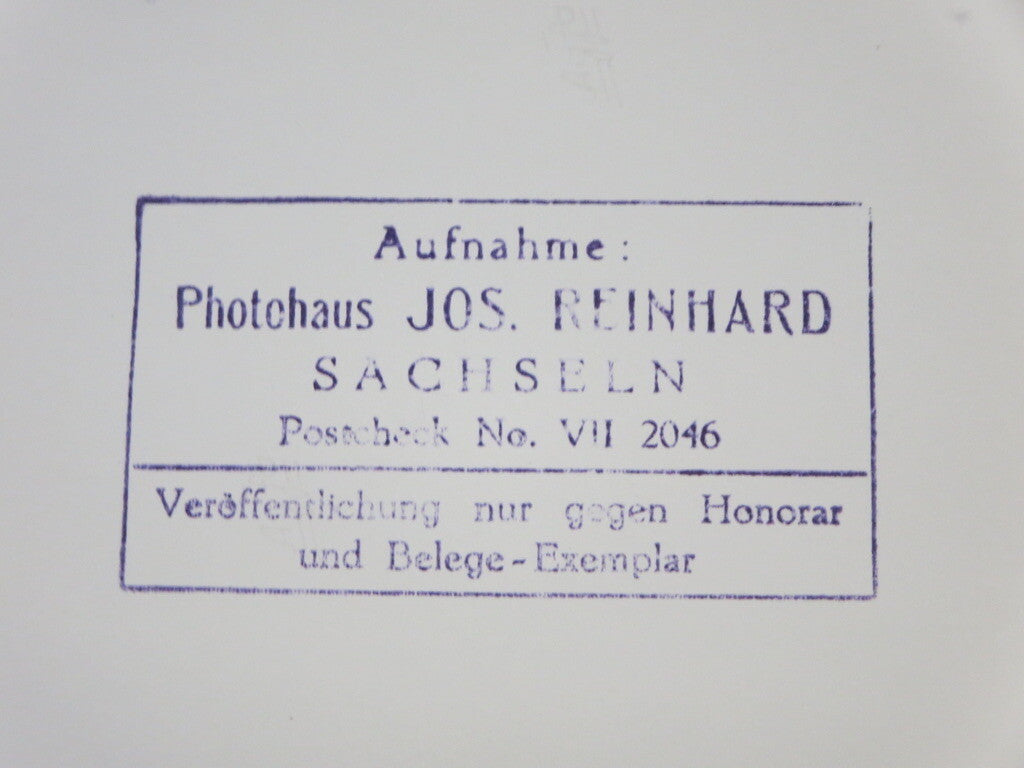 Aufnahme:
Photohaus JOS. REINHARD
SACHSELN
Postcheck No. VII 2046
Veröffentlichung nur gegen Honorar
und Belege-Exemplar